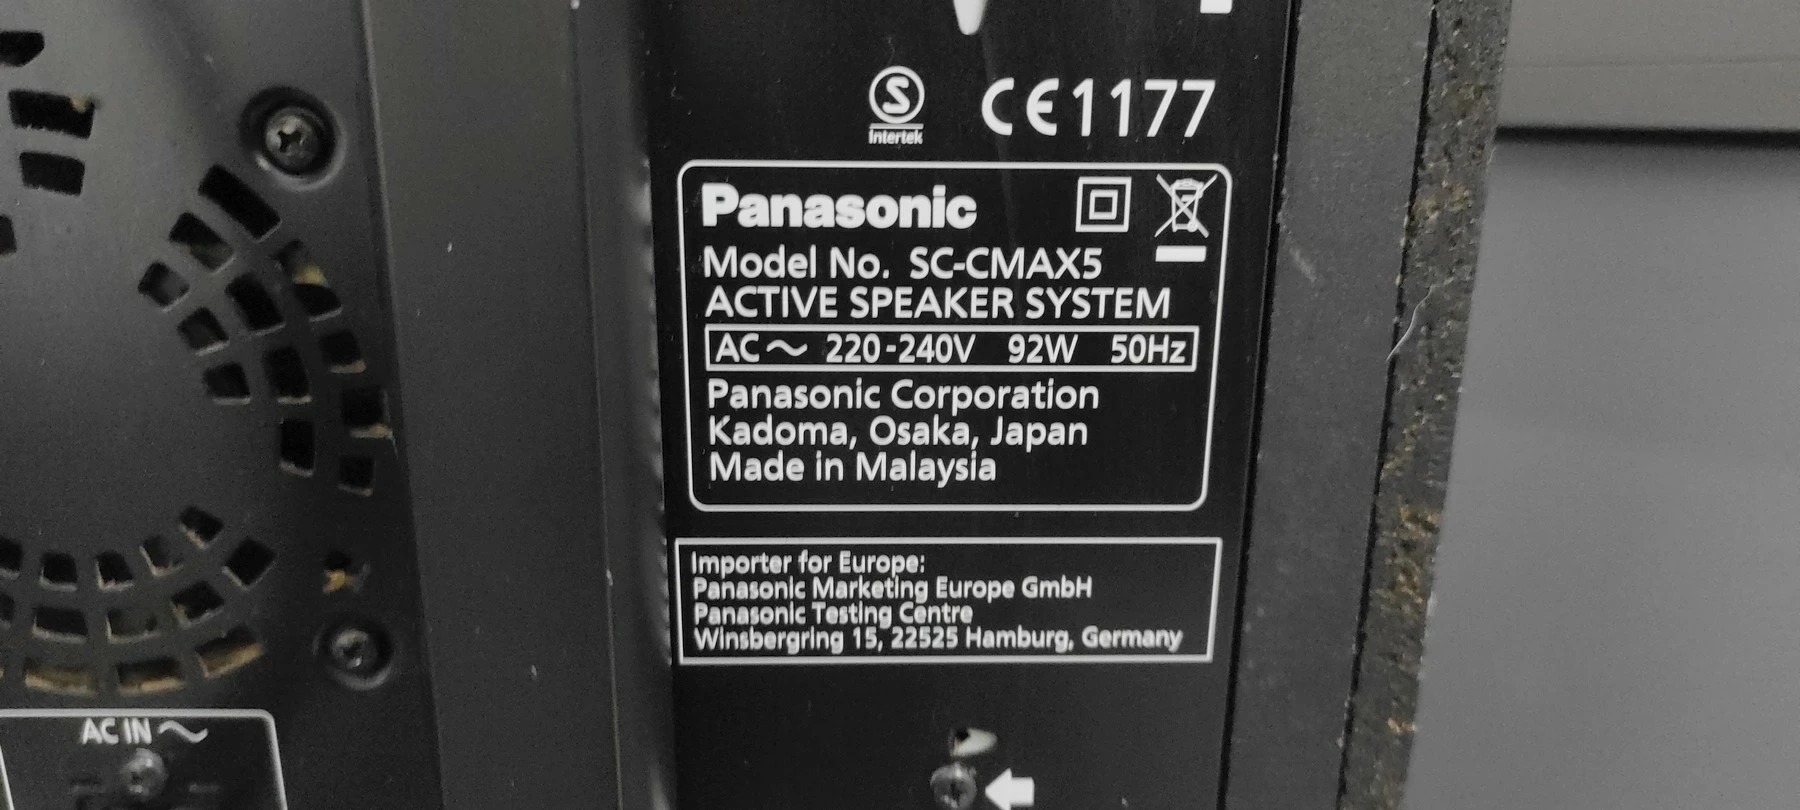 S
Intertek
CE1177
Panasonic
Model No. SC-CMAX5
ACTIVE SPEAKER SYSTEM
AC~ 220-240V 92W 50Hz
Panasonic Corporation
Kadoma, Osaka, Japan
Made in Malaysia
Importer for Europe:
Panasonic Marketing Europe GmbH
Panasonic Testing Centre
Winsbergring 15, 22525 Hamburg, Germany
AC IN ~